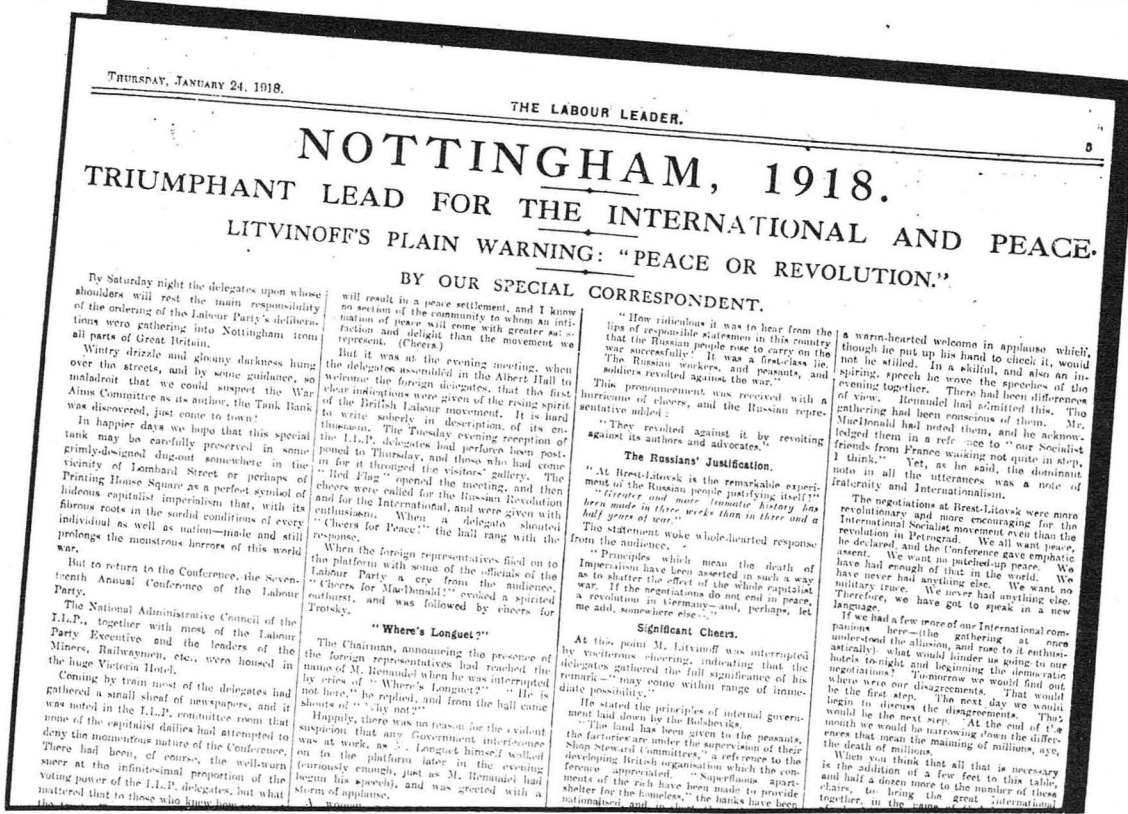 THURSDAY, JANUARY 24, 1918.
THE LABOUR LEADER.
5
NOTTINGHAM, 1918.
TRIUMPHANT LEAD FOR THE INTERNATIONAL AND PEACE.
LITVINOFF'S PLAIN WARNING: "PEACE OR REVOLUTION."
BY OUR SPECIAL CORRESPONDENT.
By Saturday night the delegates upon whose
shoulders will rest the main responsibility
of the ordering of the Labour Party's delibera-
tions were gathering into Nottingham from
all parts of Great Britain.
Wintry drizzle and gloomy darkness hung
over the streets, and by some guidance, so
maladroit that we could suspect the War
Aims Committee as its author, the Tank Bank
was discovered, just come to town!
In happier days we hope that this special
tank may be carefully preserved in some
grimly-designed dug-out somewhere in the
vicinity of Lombard Street or perhaps of
Printing House Square as a perfect symbol of
hideous capitalist imperialism that, with its
fibrous roots in the sordid conditions of every
individual as well as nation—made and still
prolongs the monstrous horrors of this world
war.
But to return to the Conference, the Seven-
teenth Annual Conference of the Labour
Party.
The National Administrative Council of the
I.L.P., together with most of the Labour
Party Executive and the leaders of the
Miners, Railwaymen, etc., were housed in
the huge Victoria Hotel.
Coming by train most of the delegates had
gathered a small sheaf of newspapers, and it
was noted in the I.L.P. committee room that
none of the capitalist dailies had attempted to
deny the momentous nature of the Conference.
There had been, of course, the well-worn
sneer at the infinitesimal proportion of the
voting power of the I.L.P. delegates, but what
mattered that to those who knew how
will result in a peace settlement, and I know
no section of the community to whom an inti-
mation of peace will come with greater satis-
faction and delight than the movement we
represent. (Cheers.)
But it was at the evening meeting, when
the delegates assembled in the Albert Hall to
welcome the foreign delegates, that the first
clear indications were given of the rising spirit
of the British Labour movement. It is hard
to write soberly in description of its en-
thusiasm. The Tuesday evening reception of
the I.L.P. delegates had perforce been post-
poned to Thursday, and those who had come
in for it thronged the visitors' gallery. The
"Red Flag" opened the meeting, and then
cheers were called for the Russian Revolution
and for the International, and were given with
enthusiasm. When a delegate shouted
"Cheers for Peace!" the hall rang with the
response.
When the foreign representatives filed on to
the platform with some of the officials of the
Labour Party a cry from the audience,
"Cheers for MacDonald!" evoked a spirited
outburst, and was followed by cheers for
Trotsky.
"Where's Longuet?"
The Chairman, announcing the presence of
the foreign representatives had reached the
name of M. Renaudel when he was interrupted
by cries of "Where's Longuet?" "He is
not here," he replied, and from the hall came
shouts of "Why not?"
Happily, there was no reason for the evident
suspicion that any Government interference
was at work, as M. Longuet himself walked
on the platform later in the evening
(curiously enough, just as M. Renaudel had
begun his speech), and was greeted with a
storm of applause.
A woman
"How ridiculous it was to hear from the
lips of responsible statesmen in this country
that the Russian people rose to carry on the
war successfully! It was a first-class lie.
The Russian workers, and peasants, and
soldiers revolted against the war."
This pronouncement was received with a
hurricane of cheers, and the Russian repre-
sentative added:
"They revolted against it by revolting
against its authors and advocates."
The Russians' Justification.
"At Brest-Litovsk is the remarkable experi-
ment of the Russian people justifying itself?"
"Greater and more dramatic history has
been made in three weeks than in three and a
half years of war."
The statement woke whole-hearted response
from the audience.
"Principles which mean the death of
Imperialism have been asserted in such a way
as to shatter the effect of the whole capitalist
war. If the negotiations do not end in peace,
a revolution in Germany—and, perhaps, let
me add, somewhere else—."
Significant Cheers.
At this point M. Litvinoff was interrupted
by vociferous cheering, indicating that the
delegates gathered the full significance of his
remark—"may come within range of imme-
diate possibility."
He stated the principles of internal govern-
ment laid down by the Bolsheviks.
"The land has been given to the peasants,
the factories are under the supervision of their
Shop Steward Committees," a reference to the
developing British organisation which the con-
ference appreciated. "Superfluous apart-
ments of the rich have been made to provide
shelter for the homeless," the banks have been
nationalised, and in short
a warm-hearted welcome in applause which,
though he put up his hand to check it, would
not be stilled. In a skilful, and also an in-
spiring, speech he wove the speeches of the
evening together. There had been differences
of view. Renaudel had admitted this. The
gathering had been conscious of them. Mr.
MacDonald had noted them, and he acknow-
ledged them in a reference to "our Socialist
friends from France walking not quite in step,
I think." Yet, as he said, the dominant
note in all the utterances was a note of
fraternity and Internationalism.
The negotiations at Brest-Litovsk were more
revolutionary and more encouraging for the
International Socialist movement even than the
revolution in Petrograd. We all want peace,
he declared, and the Conference gave emphatic
assent. We want no patched-up peace. We
have had enough of that in the world. We
have never had anything else. We want no
military truce. We never had anything else.
Therefore, we have got to speak in a new
language.
If we had a few more of our International com-
panions here—(the gathering at once
understood the allusion, and rose to it enthusi-
astically)—what would hinder us going to our
hotels to-night and beginning the democratic
negotiations? To-morrow we would find out
where were our disagreements. That would
be the first step. The next day we would
begin to discuss the disagreements. That
would be the next step. At the end of the
month we would be narrowing down the differ-
ences that mean the maiming of millions, aye,
the death of millions.
When you think that all that is necessary
is the addition of a few feet to this table,
and half a dozen more to the number of these
chairs, to bring the great International
together, in the name of